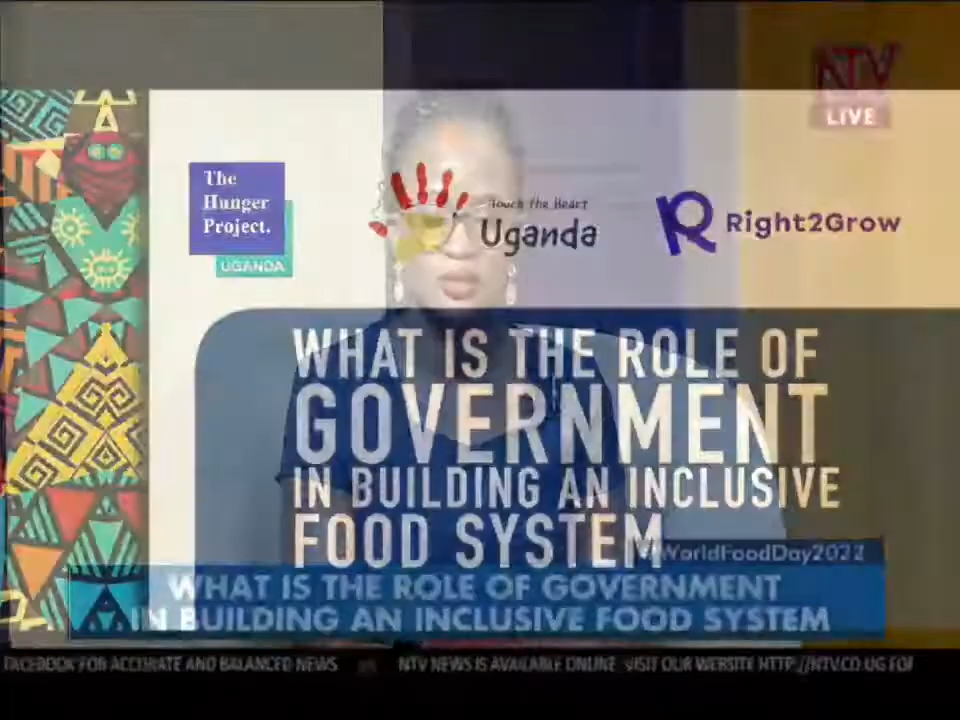 NTV
LIVE
The
Hunger
Project.
UGANDA
Touch the Heart
Uganda
Right2Grow
WHAT IS THE ROLE OF
GOVERNMENT
IN BUILDING AN INCLUSIVE
FOOD SYSTEM
#WorldFoodDay2022
WHAT IS THE ROLE OF GOVERNMENT
IN BUILDING AN INCLUSIVE FOOD SYSTEM
FACEBOOK FOR ACCURATE AND BALANCED NEWS
NTV NEWS IS AVAILABLE ONLINE VISIT OUR WEBSITE HTTP://NTV.CO.UG FOR